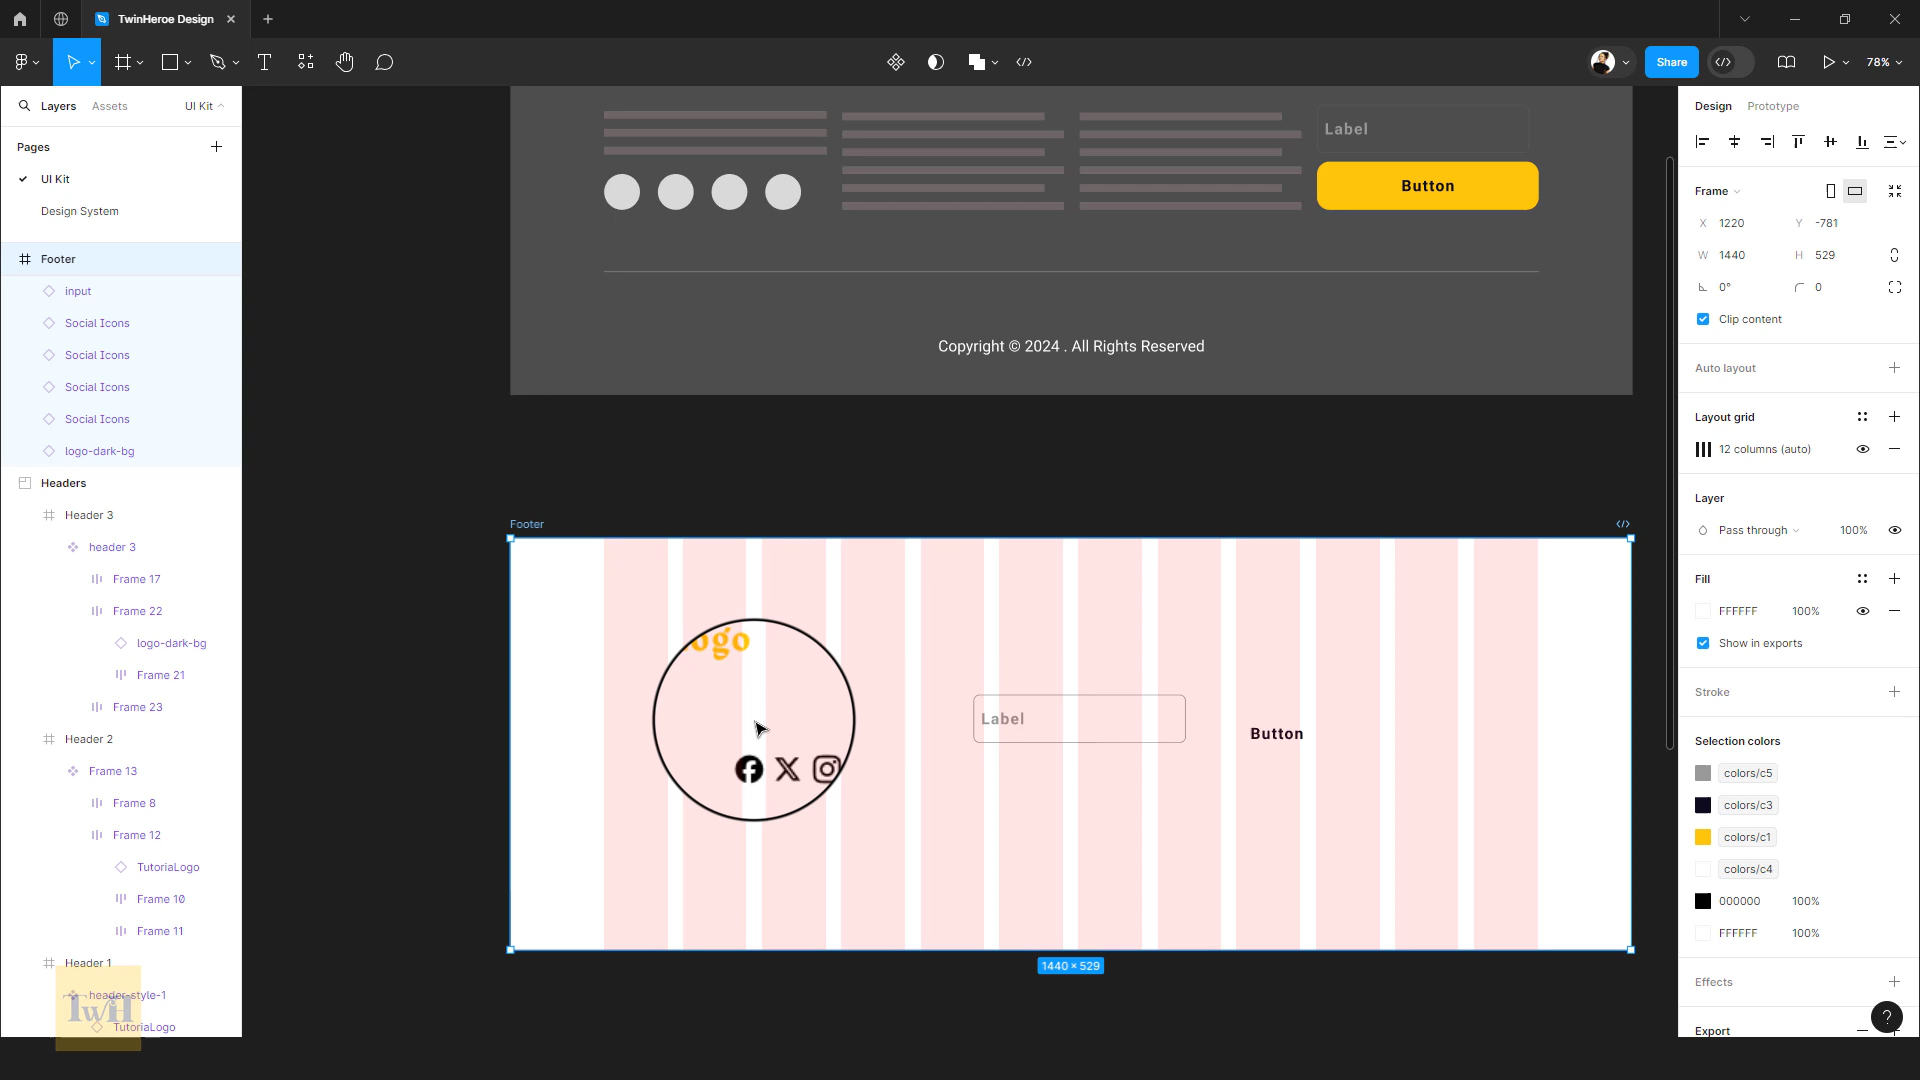 TwinHeroe Design
Share
78%
Layers
Assets
UI Kit
Pages
UI Kit
Design System
Footer
input
Social Icons
Social Icons
Social Icons
Social Icons
logo-dark-bg
Headers
Header 3
header 3
Frame 17
Frame 22
logo-dark-bg
Frame 21
Frame 23
Header 2
Frame 13
Frame 8
Frame 12
TutoriaLogo
Frame 10
Frame 11
Header 1
header-style-1
TutoriaLogo
TwiH
Label
Button
Copyright © 2024 . All Rights Reserved
Footer
ogo
Label
Button
1440 × 529
Design
Prototype
Frame
X 1220
Y -781
W 1440
H 529
0°
0
Clip content
Auto layout
Layout grid
12 columns (auto)
Layer
Pass through
100%
Fill
FFFFFF
100%
Show in exports
Stroke
Selection colors
colors/c5
colors/c3
colors/c1
colors/c4
000000
100%
FFFFFF
100%
Effects
Export
?